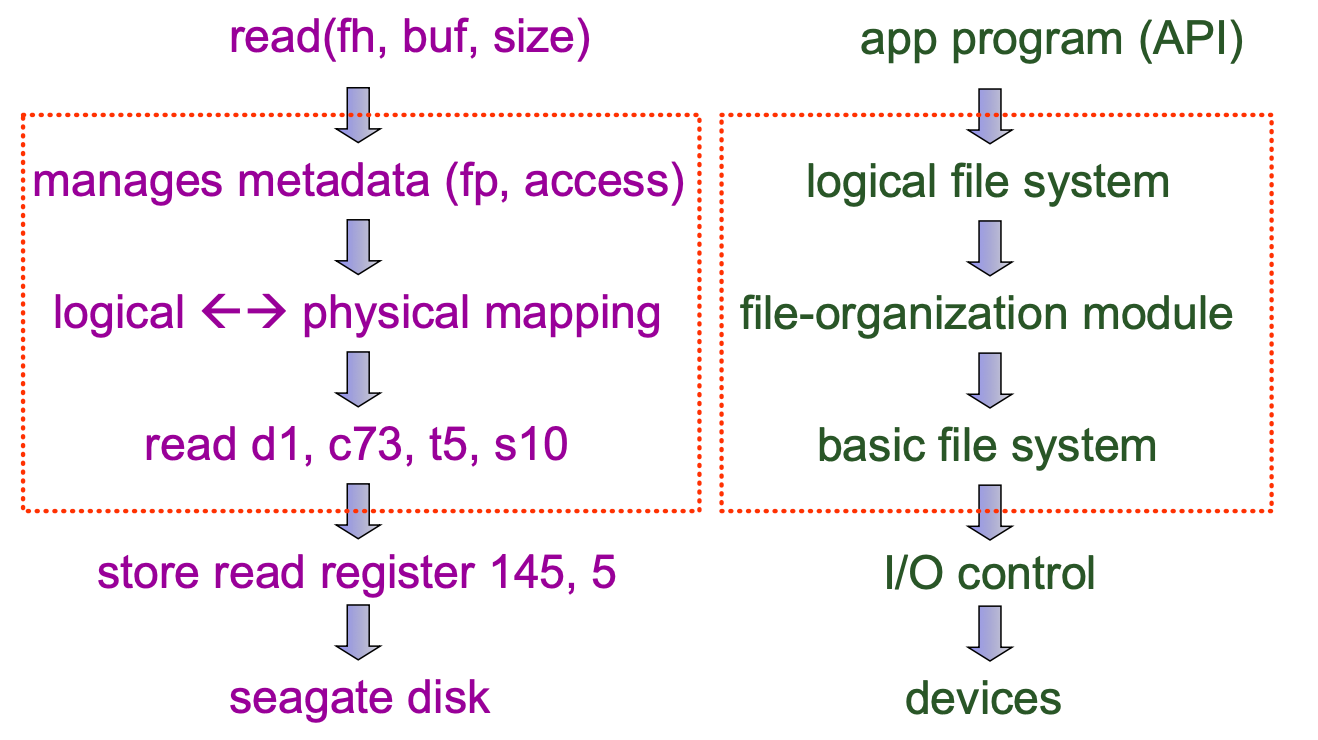 read(fh, buf, size)
manages metadata (fp, access)
logical ←→ physical mapping
read d1, c73, t5, s10
store read register 145, 5
seagate disk
app program (API)
logical file system
file-organization module
basic file system
I/O control
devices